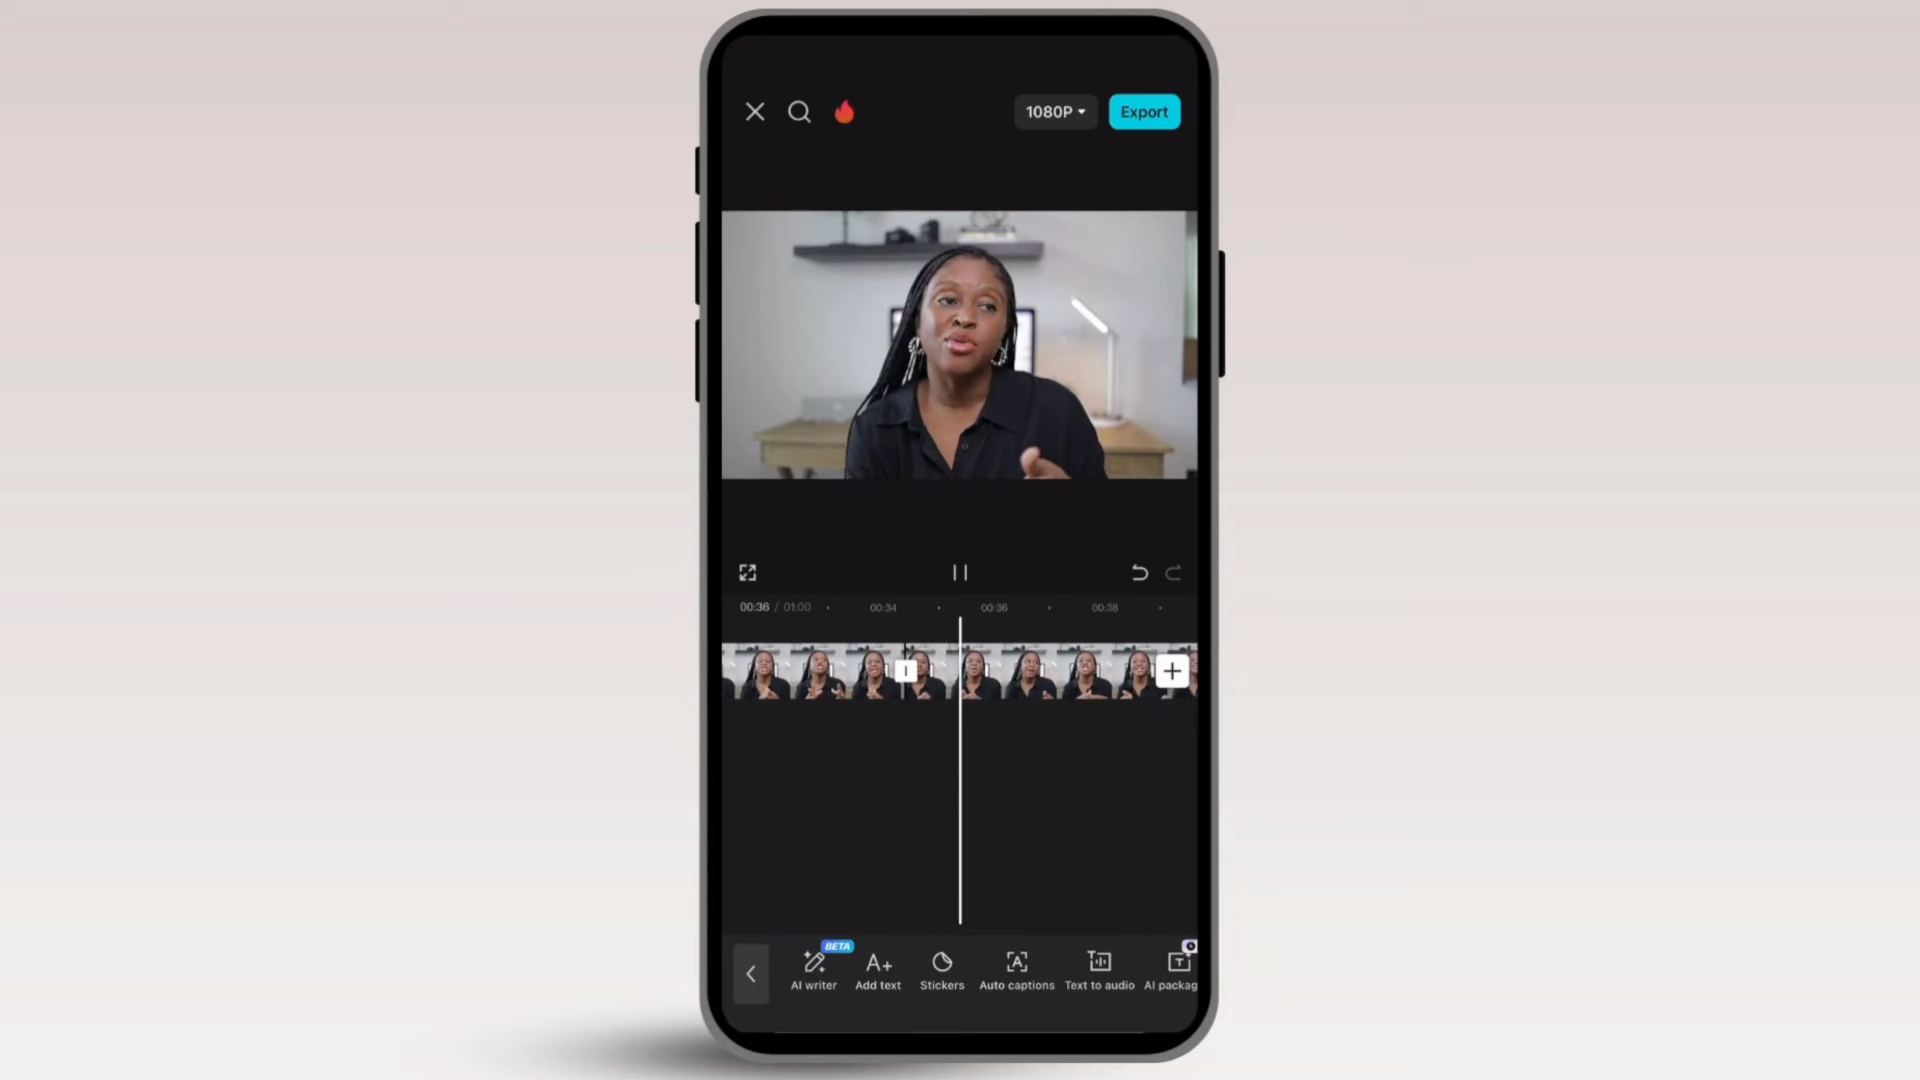 1080P
Export
00:36 / 01:00
00:34
00:36
00:38
BETA
AI writer
Add text
Stickers
Auto captions
Text to audio
AI packag